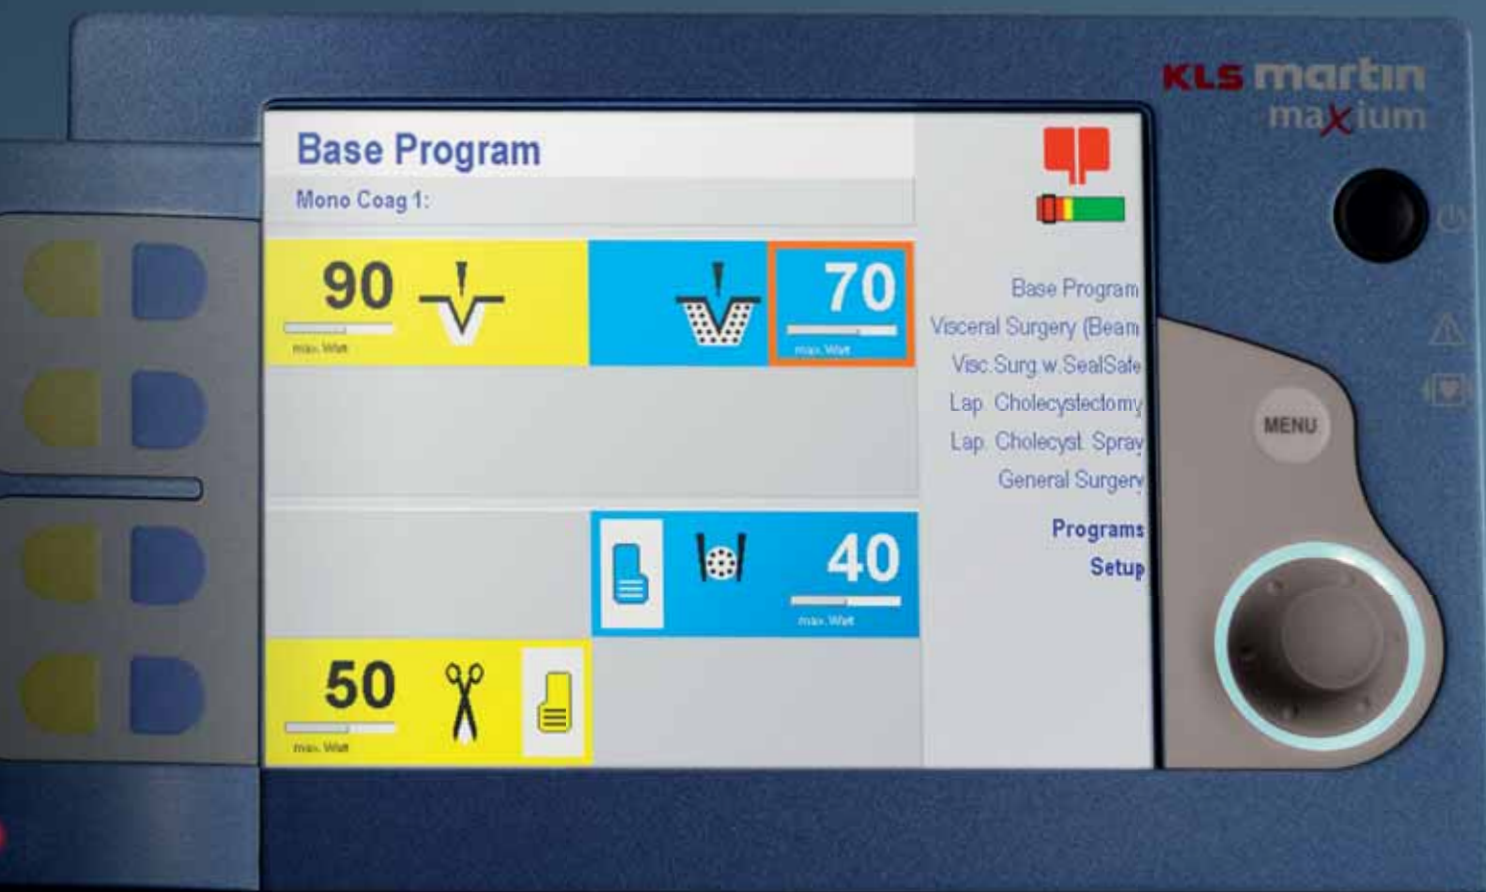 KLS martin
maxium
Base Program
Mono Coag 1:
90
max. Watt
70
max. Watt
Base Program
Visceral Surgery (Beam
Visc.Surg.w.SealSafe
Lap. Cholecystectomy
Lap. Cholecyst. Spray
General Surgery
Programs
Setup
MENU
40
max. Watt
50
max. Watt